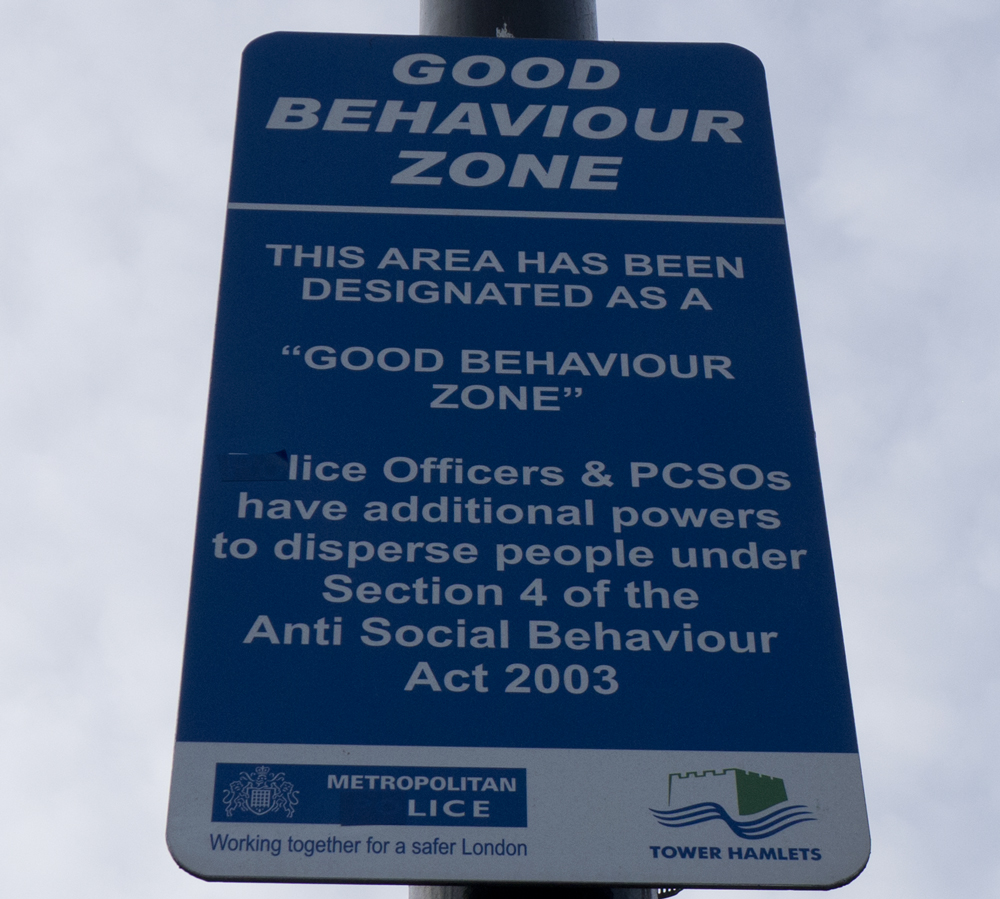 GOOD
BEHAVIOUR
ZONE
THIS AREA HAS BEEN
DESIGNATED AS A
“GOOD BEHAVIOUR
ZONE”
lice Officers & PCSOs
have additional powers
to disperse people under
Section 4 of the
Anti Social Behaviour
Act 2003
METROPOLITAN
LICE
Working together for a safer London
TOWER HAMLETS